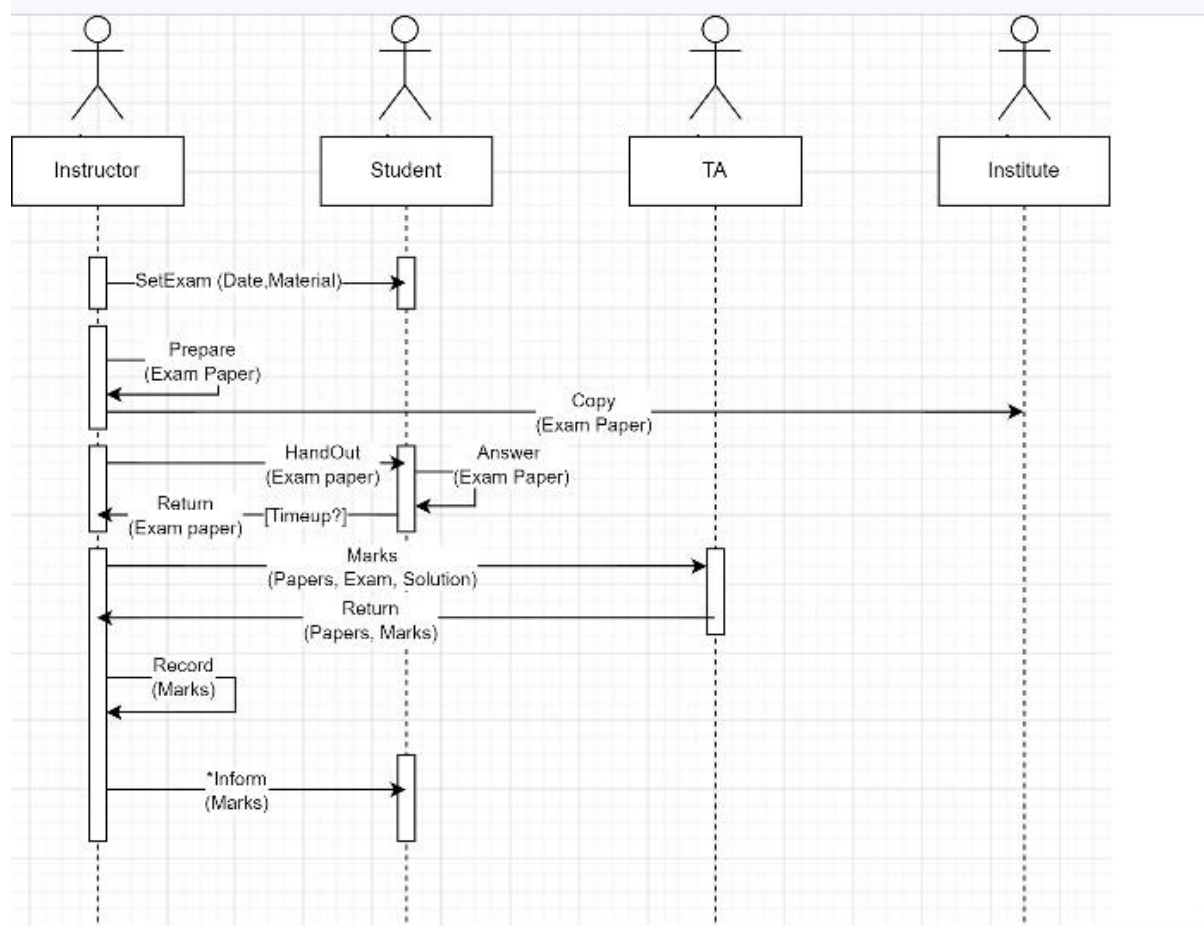 Instructor
Student
TA
Institute
SetExam (Date,Material)
Prepare
(Exam Paper)
Copy
(Exam Paper)
HandOut
(Exam paper)
Answer
(Exam Paper)
Return
(Exam paper)
[Timeup?]
Marks
(Papers, Exam, Solution)
Return
(Papers, Marks)
Record
(Marks)
*Inform
(Marks)